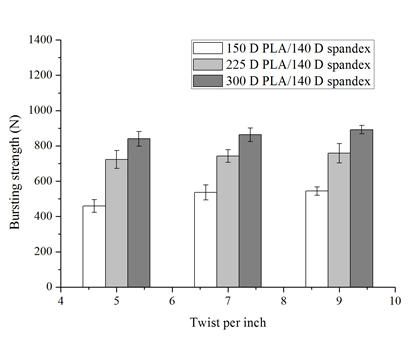 1400
1200
1000
800
600
400
200
0
Bursting strength (N)
150 D PLA/140 D spandex
225 D PLA/140 D spandex
300 D PLA/140 D spandex
4 5 6 7 8 9 10
Twist per inch